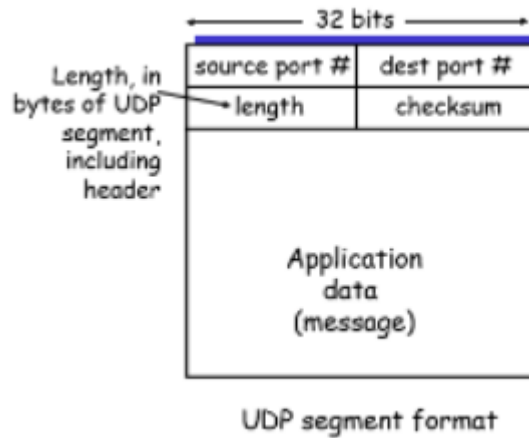 32 bits
source port # dest port #
Length, in
bytes of UDP
segment,
including
header
length checksum
Application
data
(message)
UDP segment format